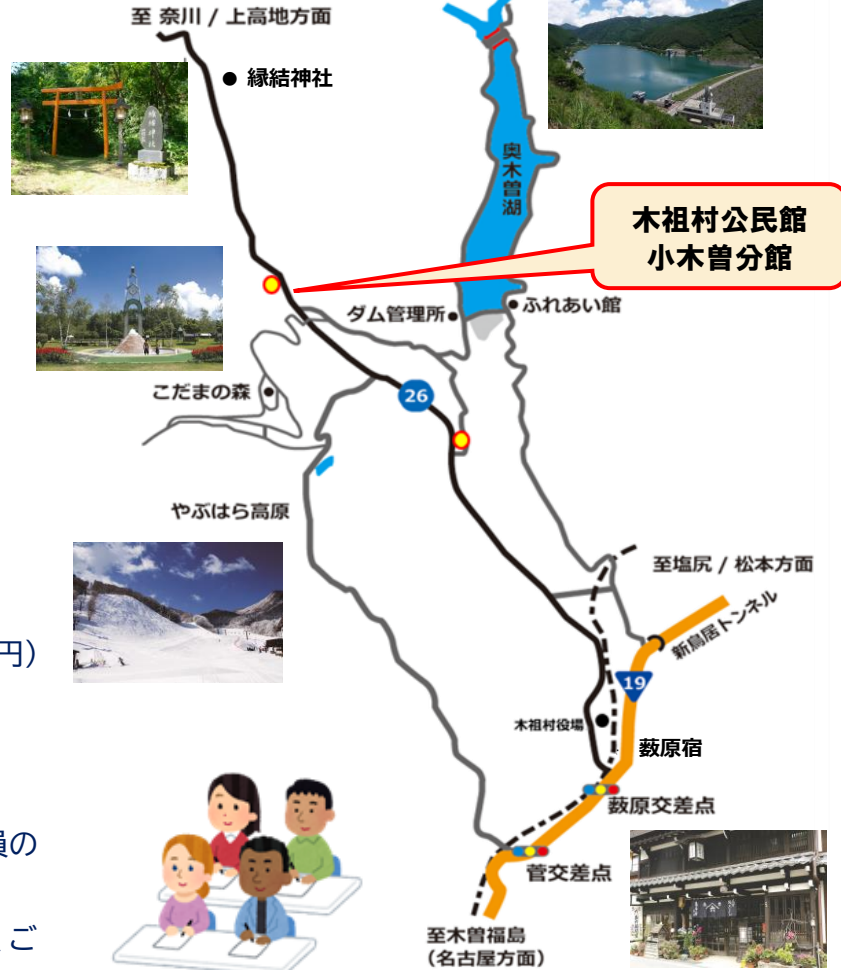 至 奈川 / 上高地方面
● 縁結神社
奥木曽湖
木祖村公民館
小木曽分館
ダム管理所
ふれあい館
こだまの森
26
やぶはら高原
至塩尻 / 松本方面
新鳥居トンネル
円)
19
木祖村役場
藪原宿
藪原交差点
員の
菅交差点
ご
至木曽福島
(名古屋方面)